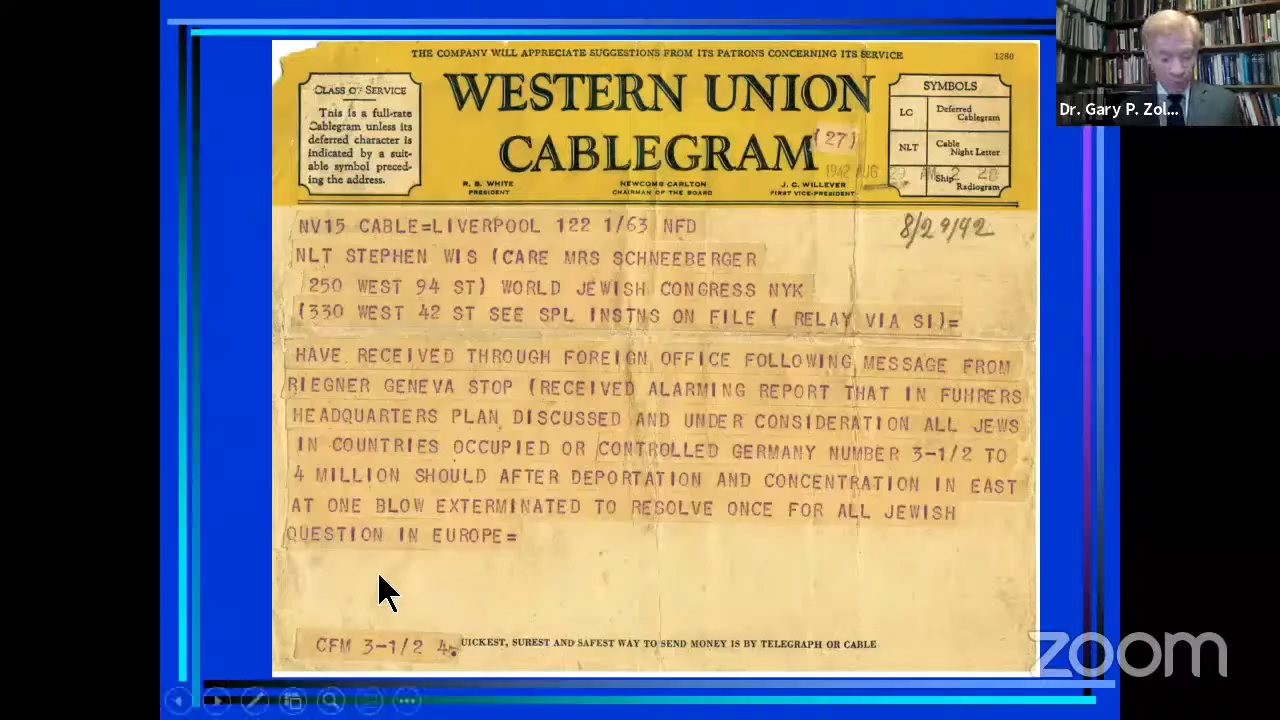 THE COMPANY WILL APPRECIATE SUGGESTIONS FROM ITS PATRONS CONCERNING ITS SERVICE
1280
CLASS OF SERVICE
This is a full-rate
Cablegram unless its
deferred character is
indicated by a suit-
able symbol preced-
ing the address.
WESTERN UNION
CABLEGRAM
(27)
R. B. WHITE
PRESIDENT
NEWCOMB CARLTON
CHAIRMAN OF THE BOARD
J. C. WILLEVER
FIRST VICE-PRESIDENT
SYMBOLS
LC Deferred Cablegram
NLT Cable Night Letter
Ship Radiogram
1942 AUG 29 PM 2 28
8/29/42
NV15 CABLE=LIVERPOOL 122 1/63 NFD
NLT STEPHEN WIS (CARE MRS SCHNEEBERGER
250 WEST 94 ST) WORLD JEWISH CONGRESS NYK
(330 WEST 42 ST SEE SPL INSTNS ON FILE ( RELAY VIA SI)=
HAVE RECEIVED THROUGH FOREIGN OFFICE FOLLOWING MESSAGE FROM
RIEGNER GENEVA STOP (RECEIVED ALARMING REPORT THAT IN FUHRERS
HEADQUARTERS PLAN DISCUSSED AND UNDER CONSIDERATION ALL JEWS
IN COUNTRIES OCCUPIED OR CONTROLLED GERMANY NUMBER 3-1/2 TO
4 MILLION SHOULD AFTER DEPORTATION AND CONCENTRATION IN EAST
AT ONE BLOW EXTERMINATED TO RESOLVE ONCE FOR ALL JEWISH
QUESTION IN EUROPE=
CFM 3-1/2 4.
UICKEST, SUREST AND SAFEST WAY TO SEND MONEY IS BY TELEGRAPH OR CABLE
Dr. Gary P. Zol...
zoom